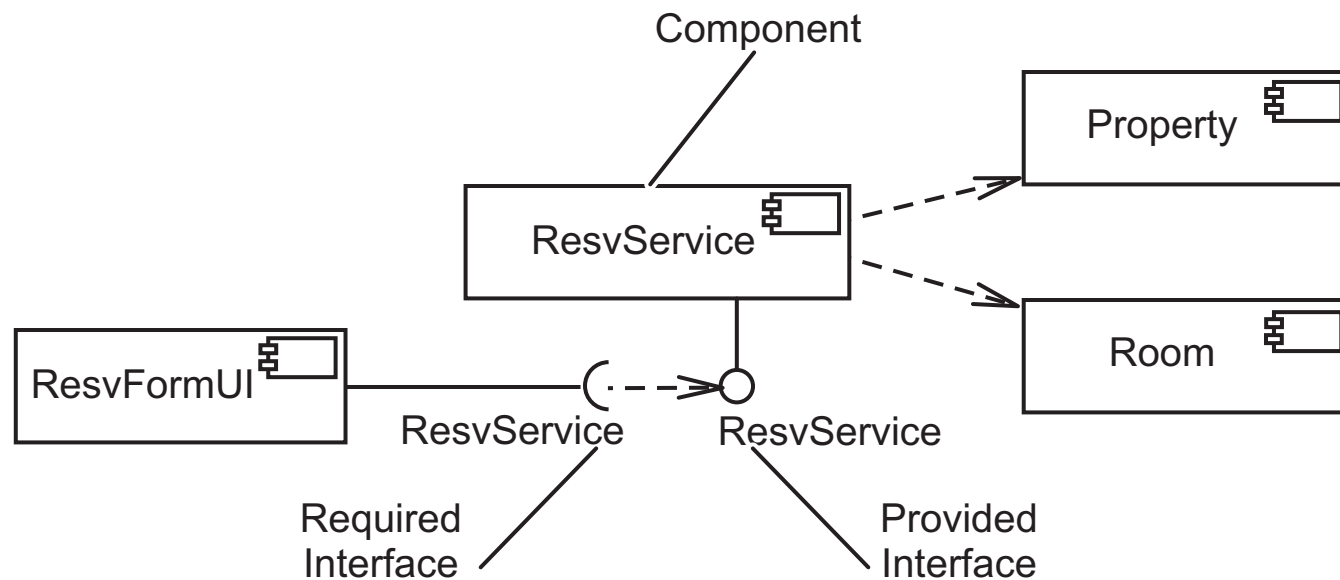 Component
Property
ResvService
Room
ResvFormUI
ResvService
ResvService
Required
Interface
Provided
Interface